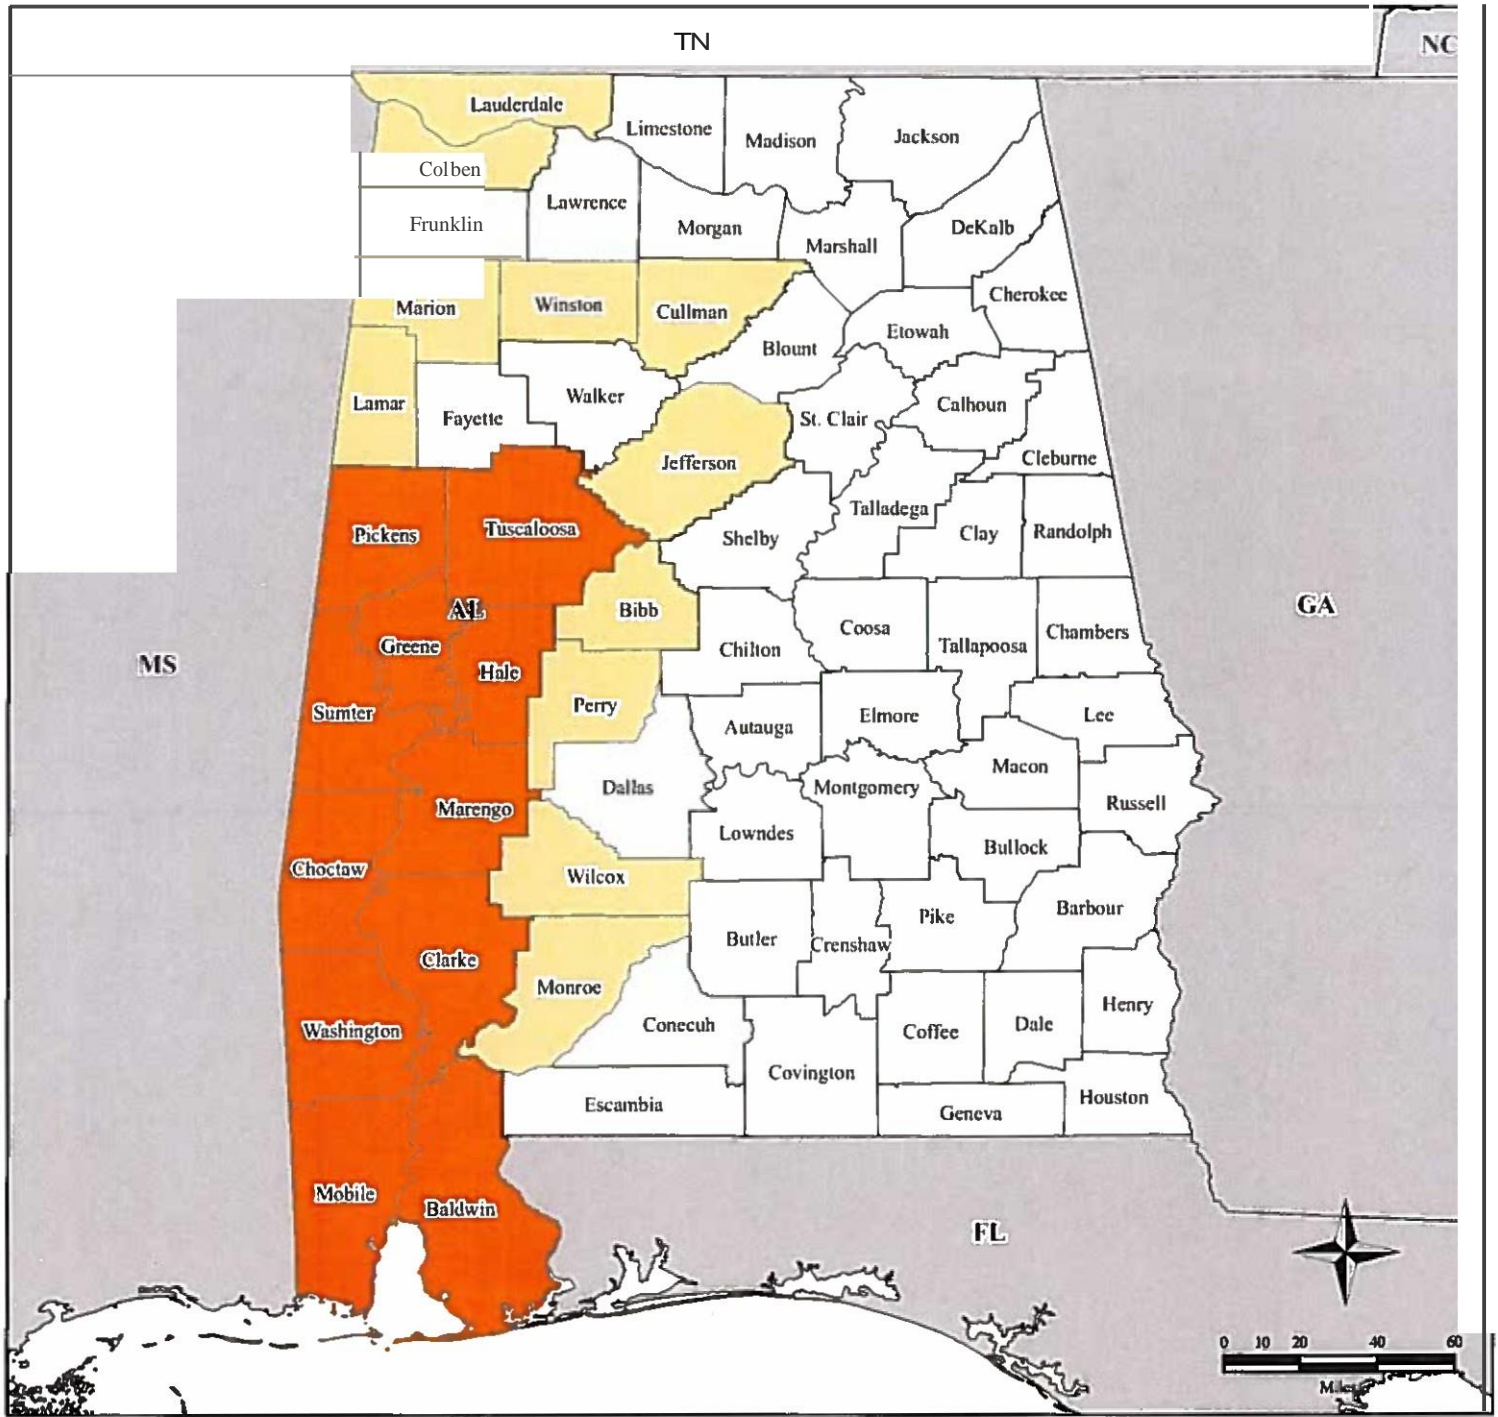 TN
NC
Lauderdale
Limestone
Madison
Jackson
Colben
Lawrence
Frunklin
Morgan
Marshall
DeKalb
Cherokee
Marion
Winston
Cullman
Etowah
Blount
Walker
Lamar
Fayette
St. Clair
Calhoun
Jefferson
Cleburne
Talladega
Pickens
Tuscaloosa
Shelby
Clay
Randolph
AL
Bibb
GA
Greene
Coosa
Chambers
Tallapoosa
Chilton
MS
Hale
Perry
Sumter
Autauga
Elmore
Lee
Macon
Dallas
Montgomery
Russell
Marengo
Lowndes
Bullock
Choctaw
Wilcox
Barbour
Pike
Butler
Crenshaw
Clarke
Monroe
Henry
Washington
Conecuh
Coffee
Dale
Covington
Escambia
Geneva
Houston
Mobile
Baldwin
FL
0 10 20 40 60
Miles